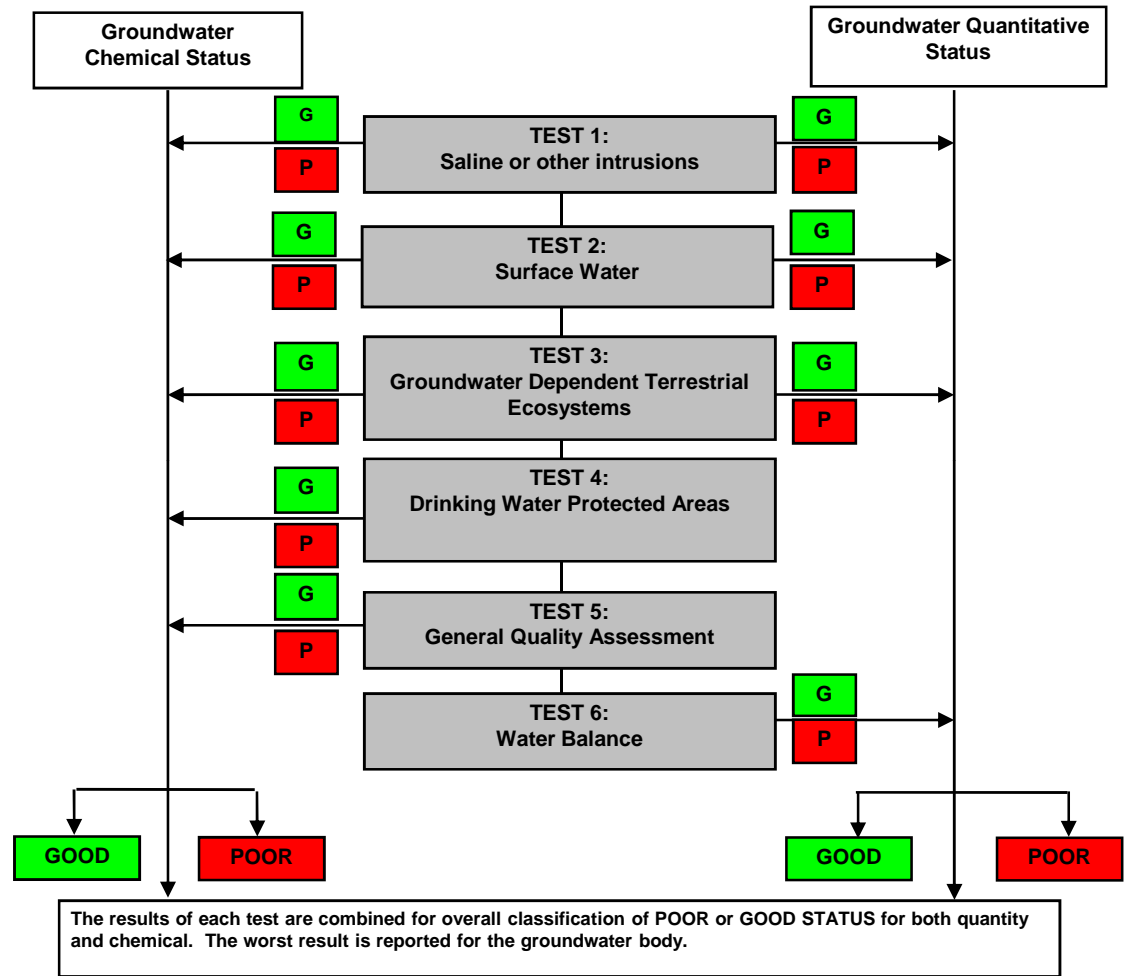 Groundwater
Chemical Status
Groundwater Quantitative
Status
G
P
TEST 1:
Saline or other intrusions
G
P
G
P
TEST 2:
Surface Water
G
P
G
P
TEST 3:
Groundwater Dependent Terrestrial
Ecosystems
G
P
G
P
TEST 4:
Drinking Water Protected Areas
G
P
TEST 5:
General Quality Assessment
TEST 6:
Water Balance
G
P
GOOD
POOR
GOOD
POOR
The results of each test are combined for overall classification of POOR or GOOD STATUS for both quantity
and chemical.  The worst result is reported for the groundwater body.